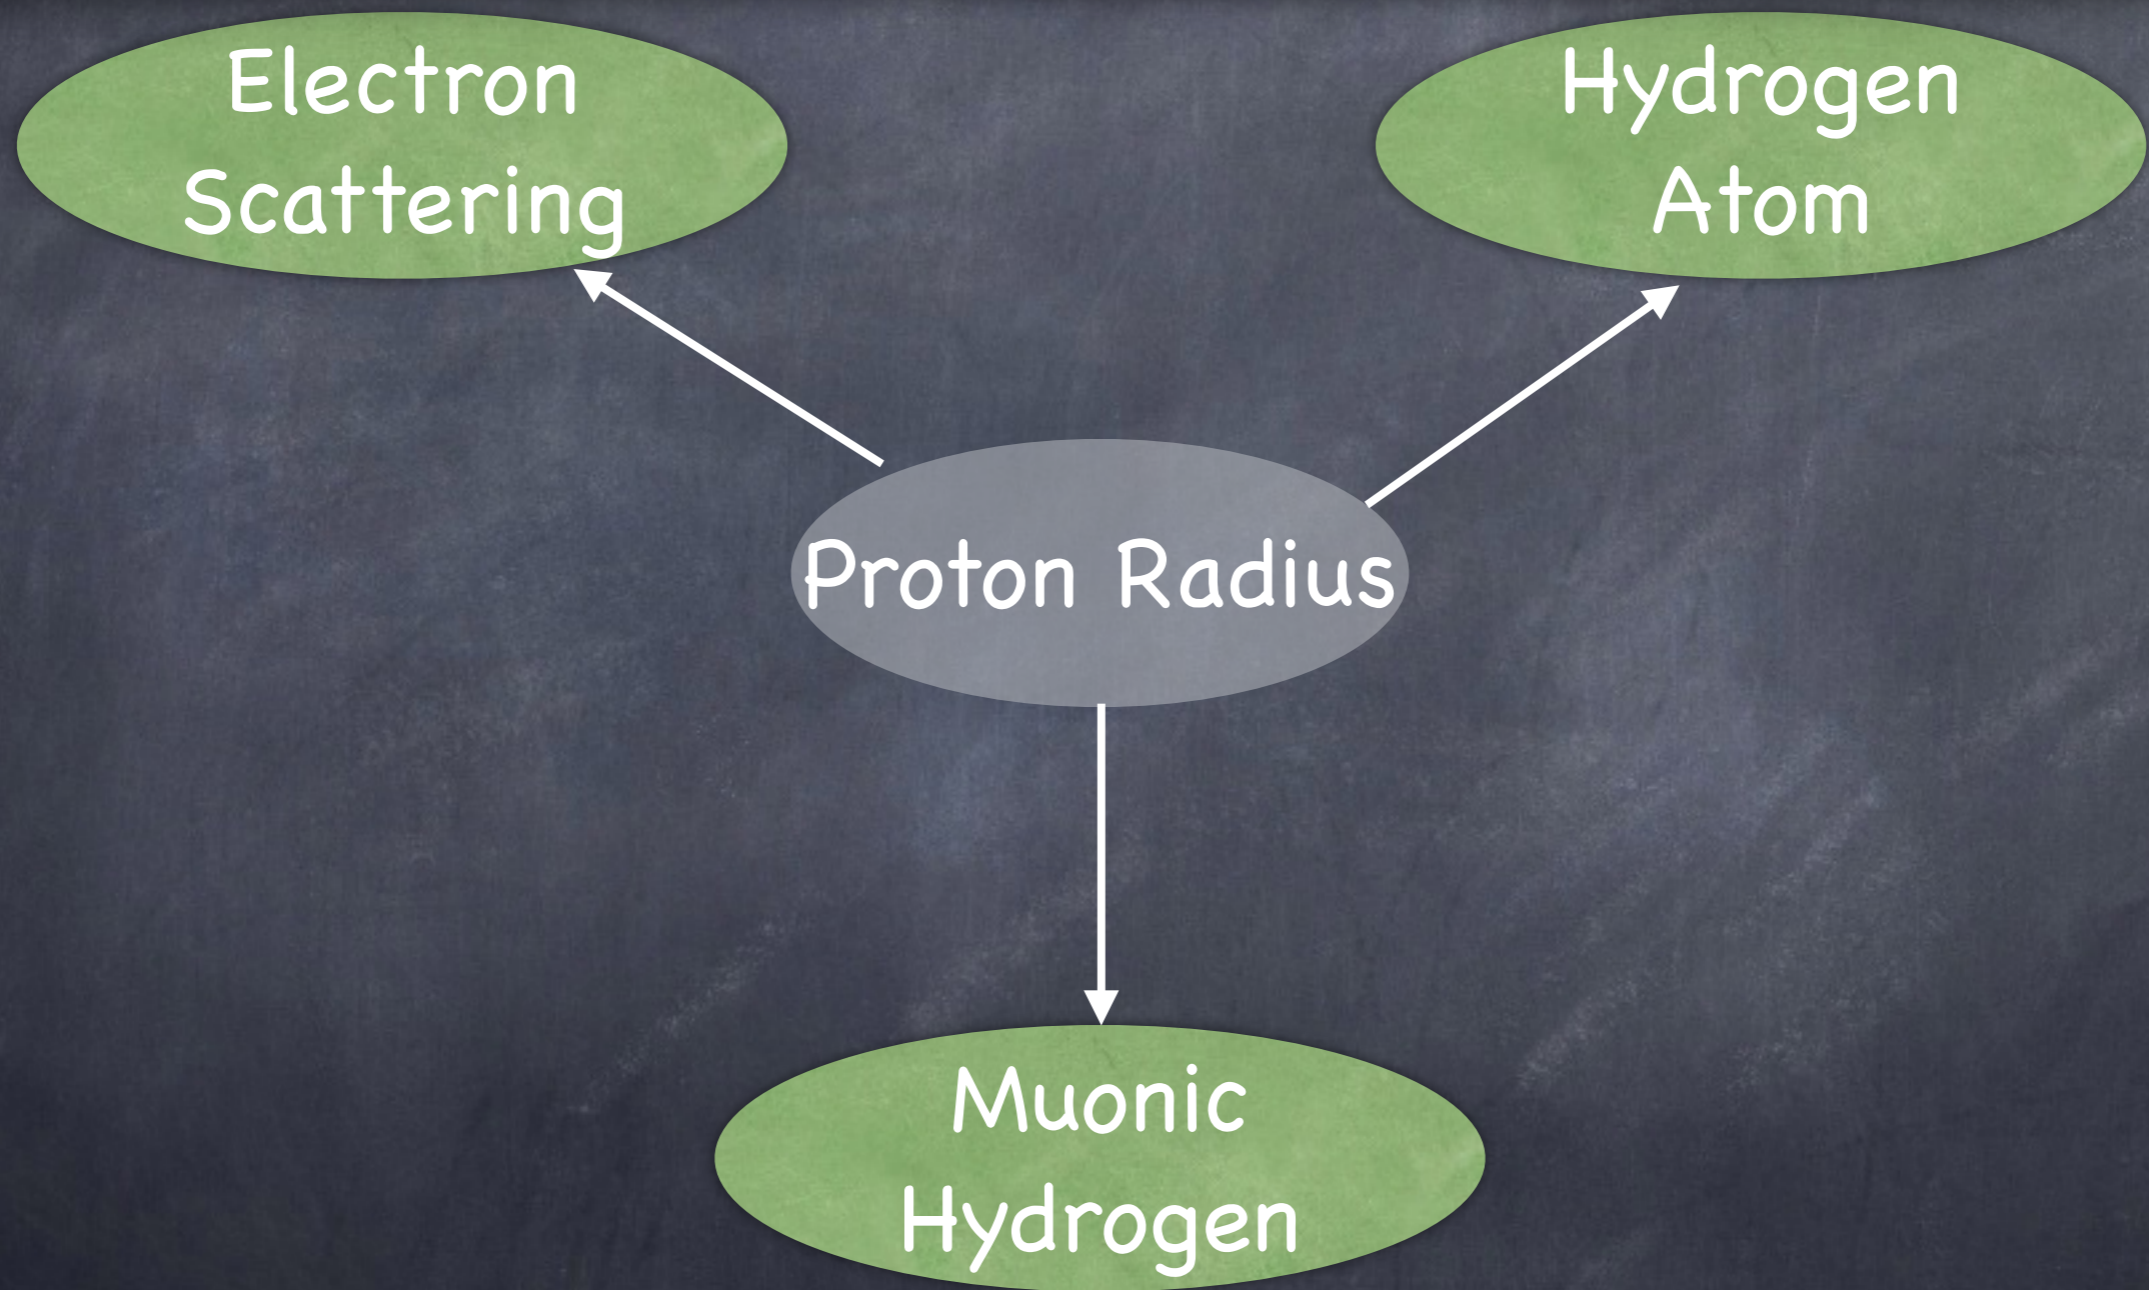 Electron
Scattering
Hydrogen
Atom
Proton Radius
Muonic
Hydrogen